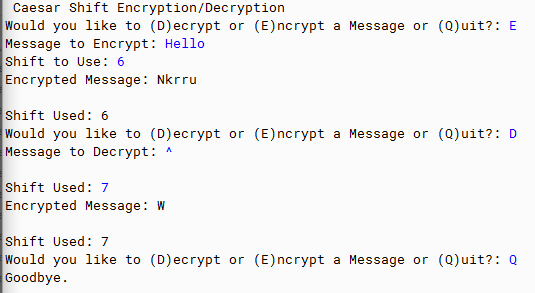 Caesar Shift Encryption/Decryption
Would you like to (D)ecrypt or (E)ncrypt a Message or (Q)uit?: E
Message to Encrypt: Hello
Shift to Use: 6
Encrypted Message: Nkrru
Shift Used: 6
Would you like to (D)ecrypt or (E)ncrypt a Message or (Q)uit?: D
Message to Decrypt: ^
Shift Used: 7
Encrypted Message: W
Shift Used: 7
Would you like to (D)ecrypt or (E)ncrypt a Message or (Q)uit?: Q
Goodbye.